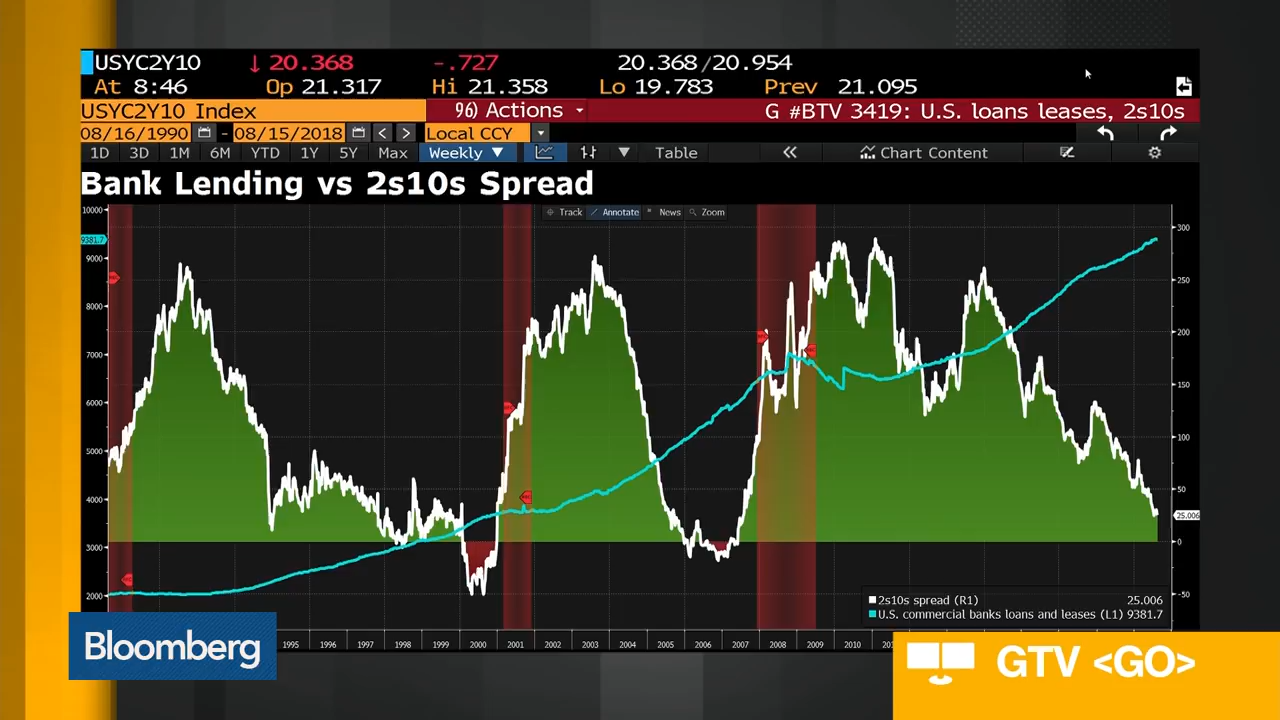 USYC2Y10 ↓ 20.368 -.727 20.368/20.954
At 8:46 Op 21.317 Hi 21.358 Lo 19.783 Prev 21.095
USYC2Y10 Index 96) Actions G #BTV 3419: U.S. loans leases, 2s10s
08/16/1990 - 08/15/2018 < > Local CCY
1D 3D 1M 6M YTD 1Y 5Y Max Weekly ▼ Table « Chart Content
Bank Lending vs 2s10s Spread
Track Annotate " News Zoom
10000
9381.7
9000
8000
7000
6000
5000
4000
3000
2000
300
250
200
150
100
50
25.006
0
-50
2s10s spread (R1) 25.006
U.S. commercial banks loans and leases (L1) 9381.7
1995 1996 1997 1998 1999 2000 2001 2002 2003 2004 2005 2006 2007 2008 2009 2010
Bloomberg
GTV <GO>